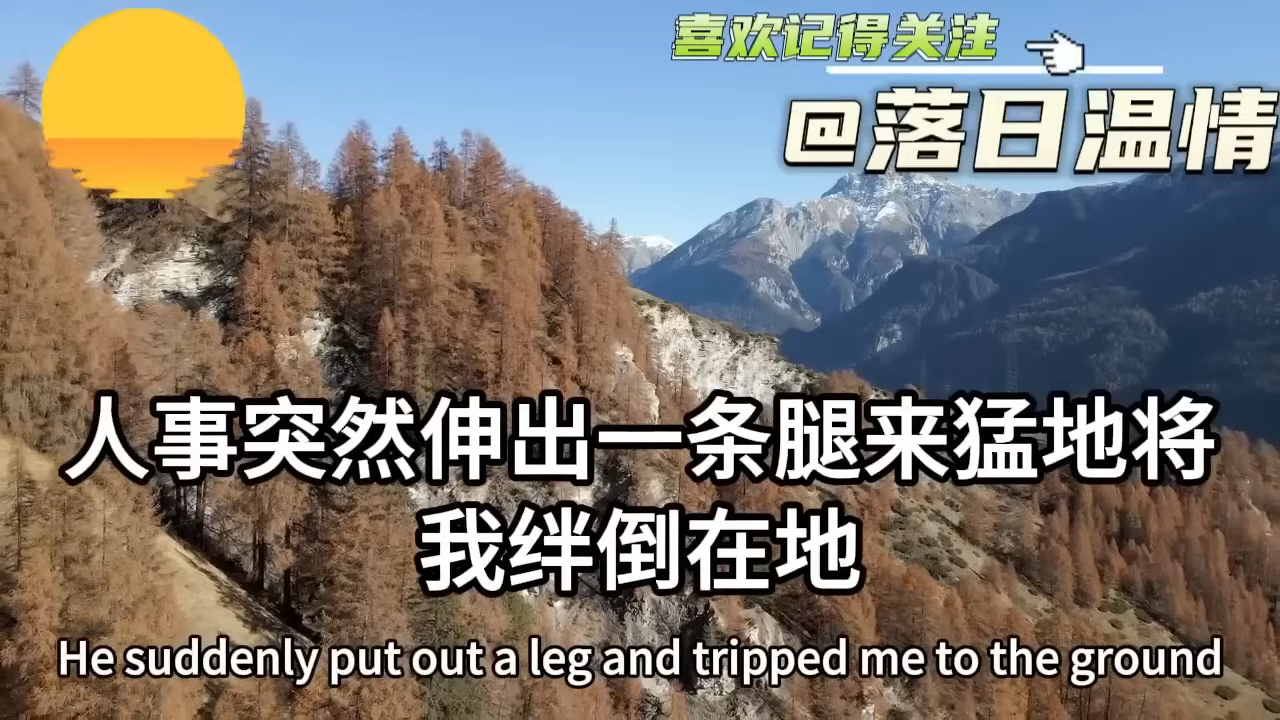 喜欢记得关注
@落日温情
人事突然伸出一条腿来猛地将
我绊倒在地
He suddenly put out a leg and tripped me to the ground